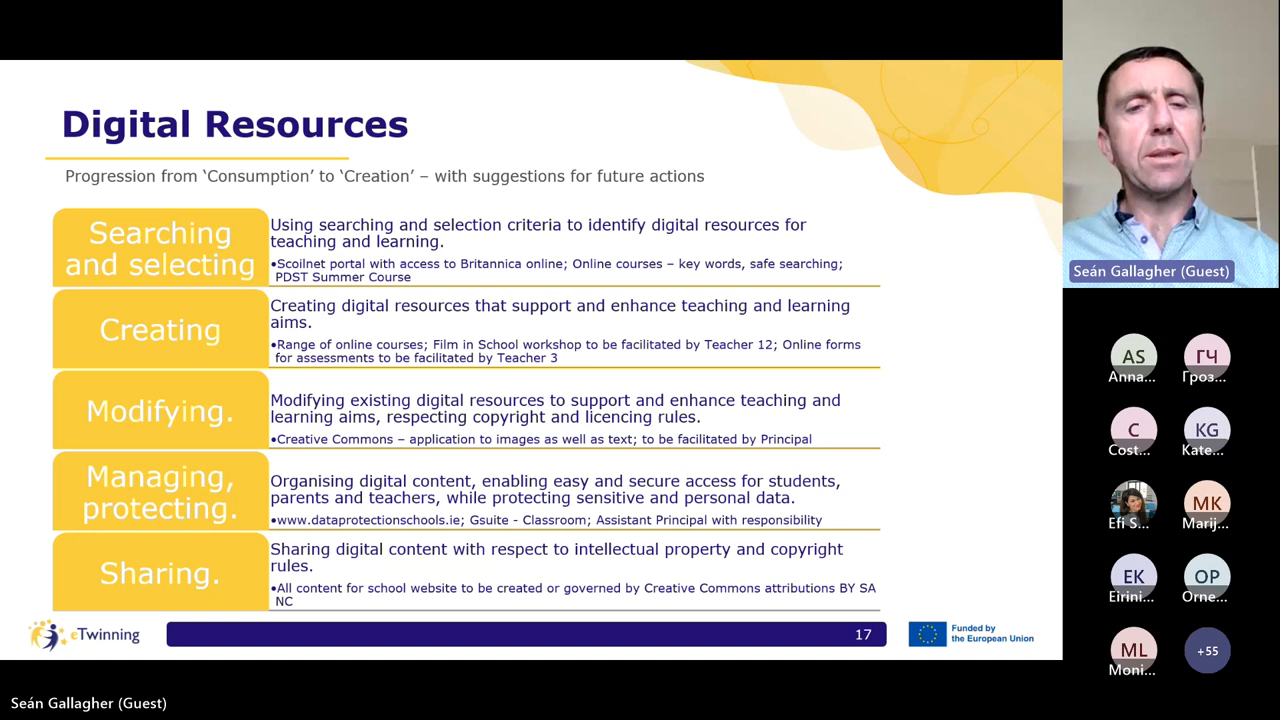 Digital Resources
Progression from ‘Consumption’ to ‘Creation’ – with suggestions for future actions
Searching
and selecting
Using searching and selection criteria to identify digital resources for
teaching and learning.
•Scoilnet portal with access to Britannica online; Online courses – key words, safe searching;
PDST Summer Course
Creating
Creating digital resources that support and enhance teaching and learning
aims.
•Range of online courses; Film in School workshop to be facilitated by Teacher 12; Online forms
for assessments to be facilitated by Teacher 3
Modifying.
Modifying existing digital resources to support and enhance teaching and
learning aims, respecting copyright and licencing rules.
•Creative Commons – application to images as well as text; to be facilitated by Principal
Managing,
protecting.
Organising digital content, enabling easy and secure access for students,
parents and teachers, while protecting sensitive and personal data.
•www.dataprotectionschools.ie; Gsuite - Classroom; Assistant Principal with responsibility
Sharing.
Sharing digital content with respect to intellectual property and copyright
rules.
•All content for school website to be created or governed by Creative Commons attributions BY SA
NC
eTwinning
17
Funded by
the European Union
Seán Gallagher (Guest)
AS
Anna...
ГЧ
Гроз...
C
Cost...
KG
Kate...
Efi S...
MK
Marij...
EK
Eirini...
OP
Orne...
ML
Moni...
+55
Seán Gallagher (Guest)